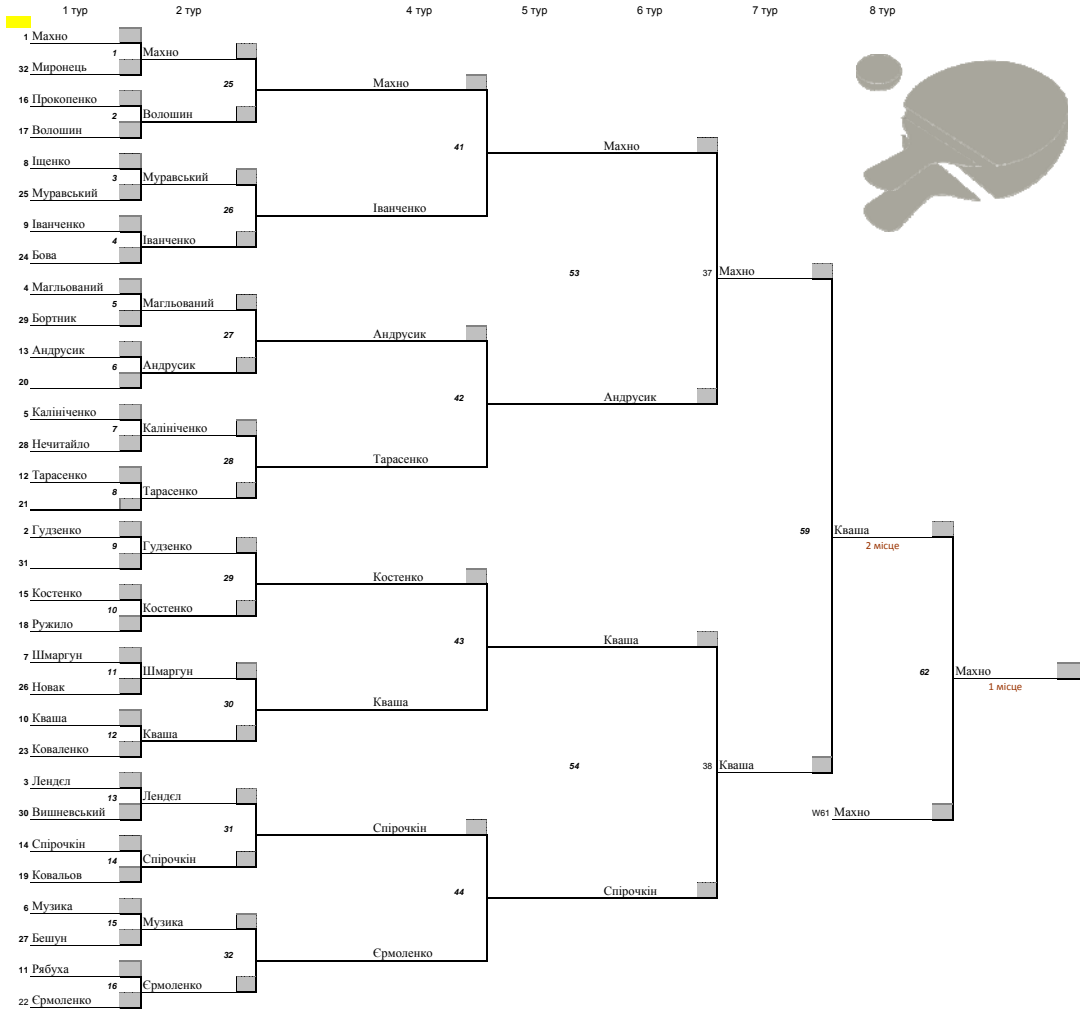 1 тур 2 тур 4 тур 5 тур 6 тур 7 тур 8 тур
1 Махно
1 Махно
32 Миронець
25
Махно
16 Прокопенко
2 Волошин
17 Волошин
41
Махно
8 Іщенко
3 Муравський
25 Муравський
26
Іванченко
9 Іванченко
4 Іванченко
24 Бова
53
37 Махно
4 Магльований
5 Магльований
29 Бортник
27
Андрусик
13 Андрусик
6 Андрусик
20
42
Андрусик
5 Калініченко
7 Калініченко
28 Нечитайло
28
Тарасенко
12 Тарасенко
8 Тарасенко
21
59
Кваша
2 місце
2 Гудзенко
9 Гудзенко
31
29
Костенко
15 Костенко
10 Костенко
18 Ружило
43
Кваша
7 Шмаргун
11 Шмаргун
26 Новак
30
Кваша
62
Махно
1 місце
10 Кваша
12 Кваша
23 Коваленко
54
38 Кваша
3 Лендєл
13 Лендєл
30 Вишневський
31
Спірочкін
W61 Махно
14 Спірочкін
14 Спірочкін
19 Ковальов
44
Спірочкін
6 Музика
15 Музика
27 Бешун
32
Єрмоленко
11 Рябуха
16 Єрмоленко
22 Єрмоленко